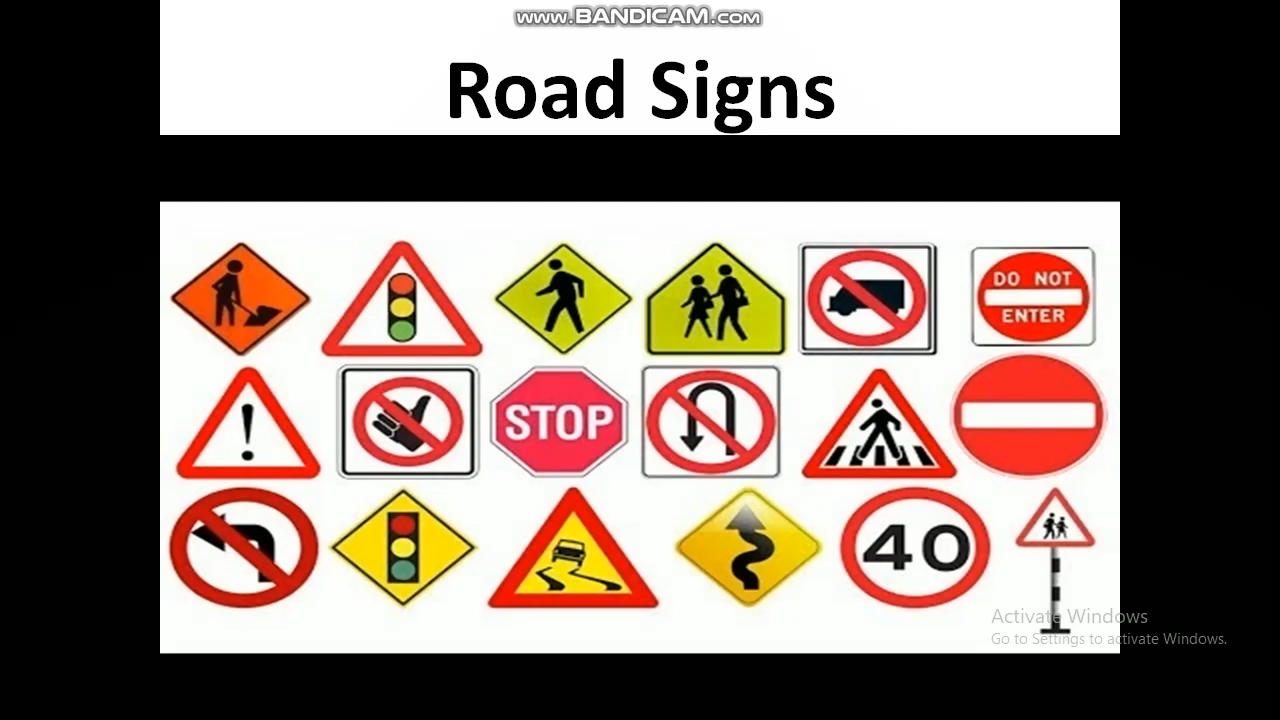 WWW.BANDICAM.COM
Road Signs
DO NOT
ENTER
!
STOP
40
Activate Windows
Go to Settings to activate Windows.